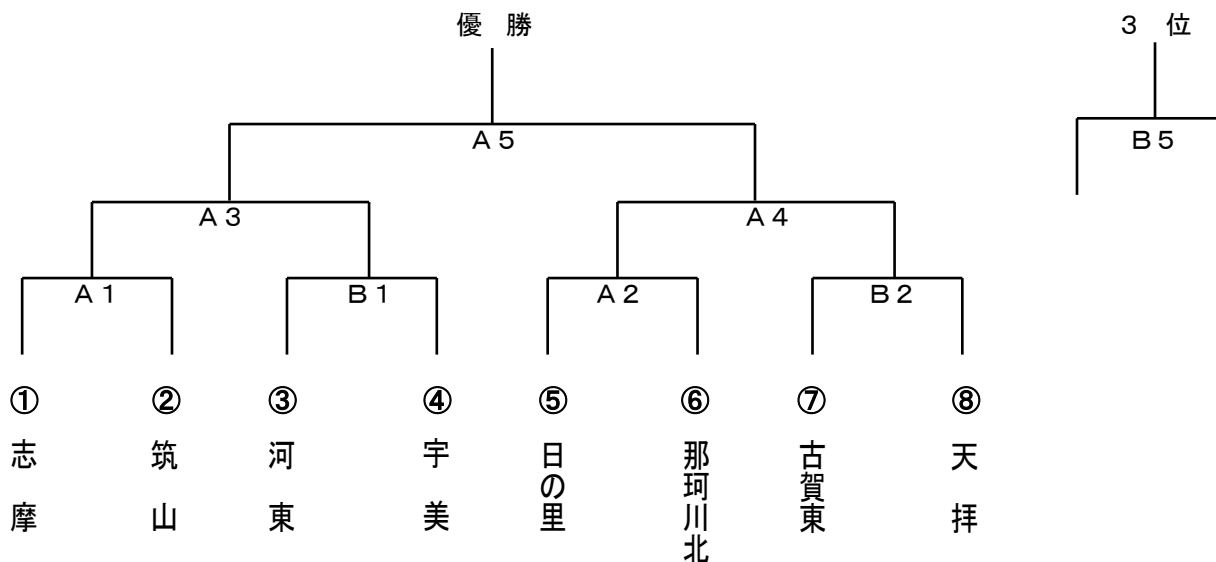 優　勝
３　位
Ａ５
Ｂ５
Ａ３
Ａ４
Ａ１
Ｂ１
Ａ２
Ｂ２
①
②
③
④
⑤
⑥
⑦
⑧
志摩
筑山
河東
宇美
日の里
那珂川北
古賀東
天拝